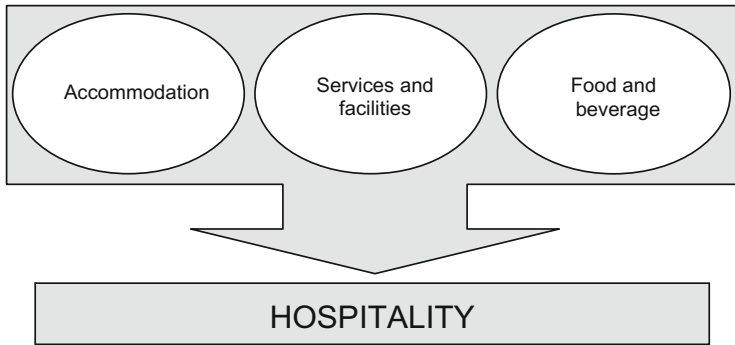 Accommodation
Services and
facilities
Food and
beverage
HOSPITALITY